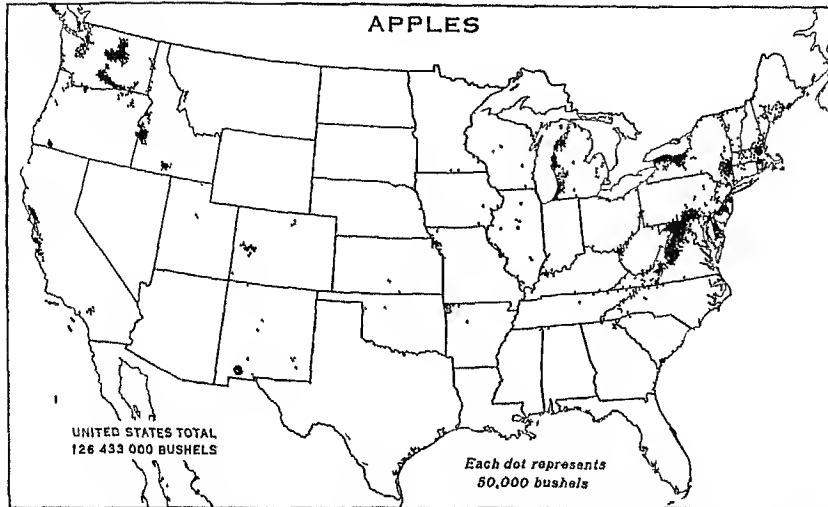 APPLES
UNITED STATES TOTAL
126 433 000 BUSHELS
Each dot represents
50,000 bushels